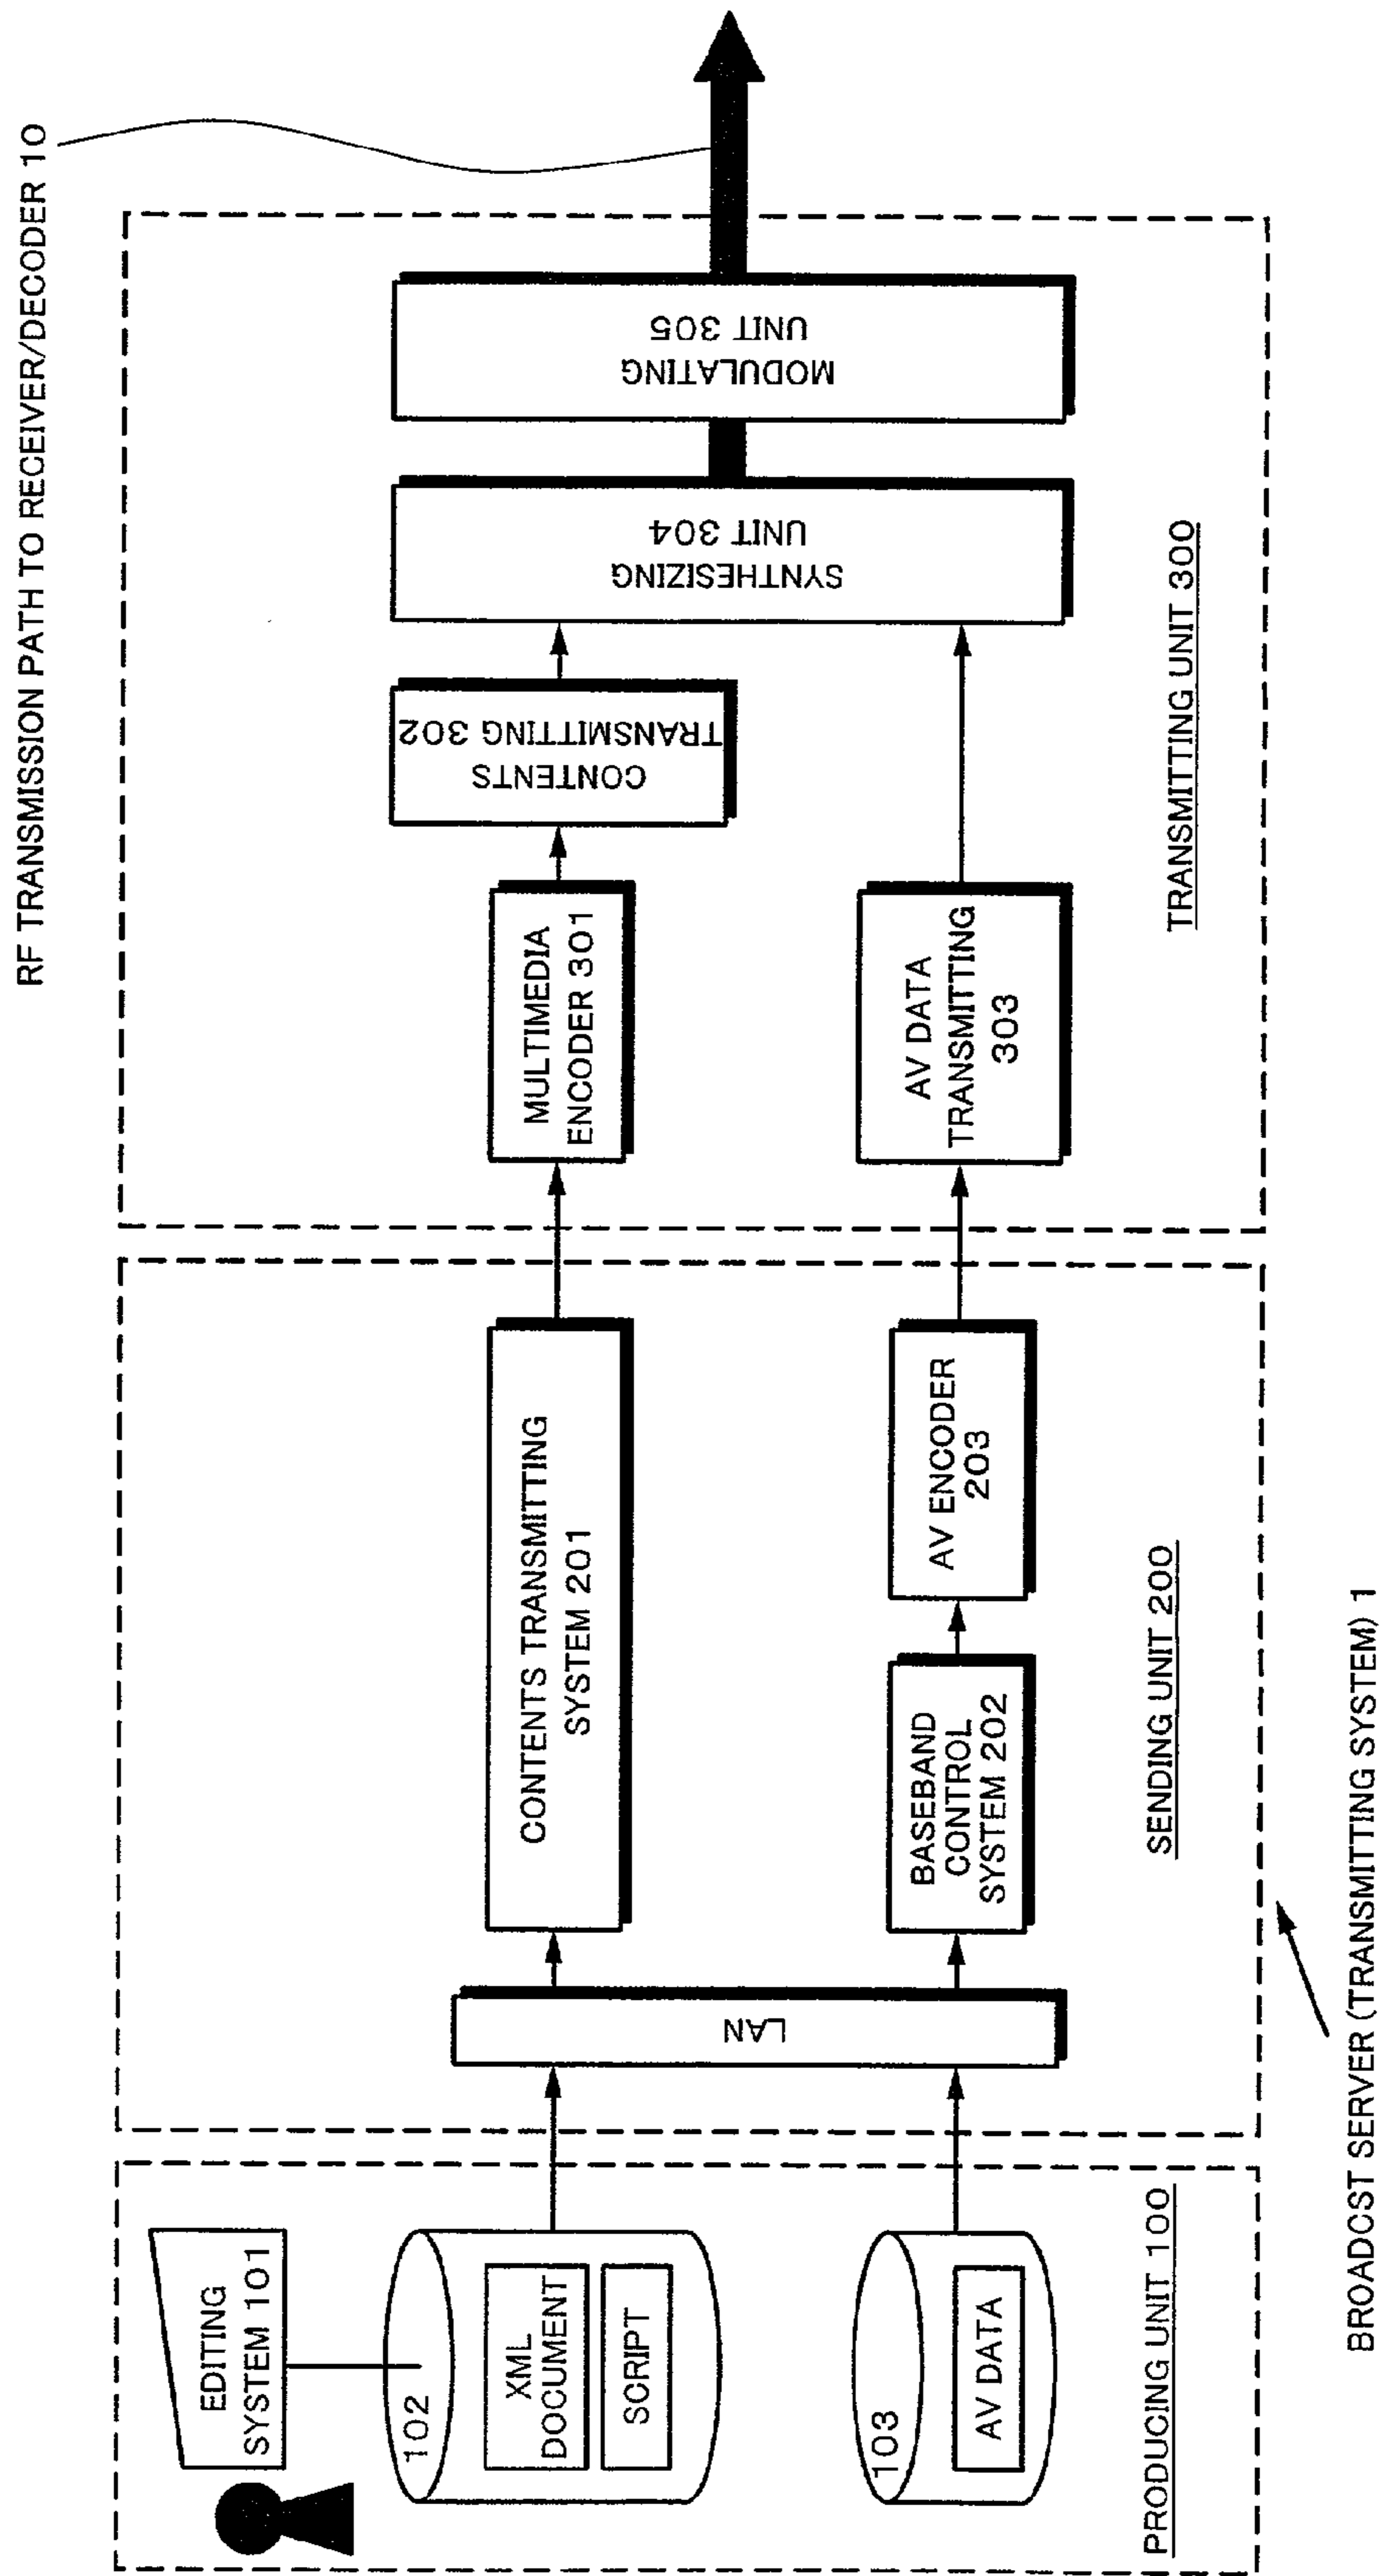 RF TRANSMISSION PATH TO RECEIVER/DECODER 10
EDITING
SYSTEM 101
102
XML
DOCUMENT
SCRIPT
103
AV DATA
PRODUCING UNIT 100
LAN
CONTENTS TRANSMITTING
SYSTEM 201
BASEBAND
CONTROL
SYSTEM 202
AV ENCODER
203
SENDING UNIT 200
MULTIMEDIA
ENCODER 301
CONTENTS
TRANSMITTING 302
AV DATA
TRANSMITTING
303
SYNTHESIZING
UNIT 304
MODULATING
UNIT 305
TRANSMITTING UNIT 300
BROADCST SERVER (TRANSMITTING SYSTEM) 1